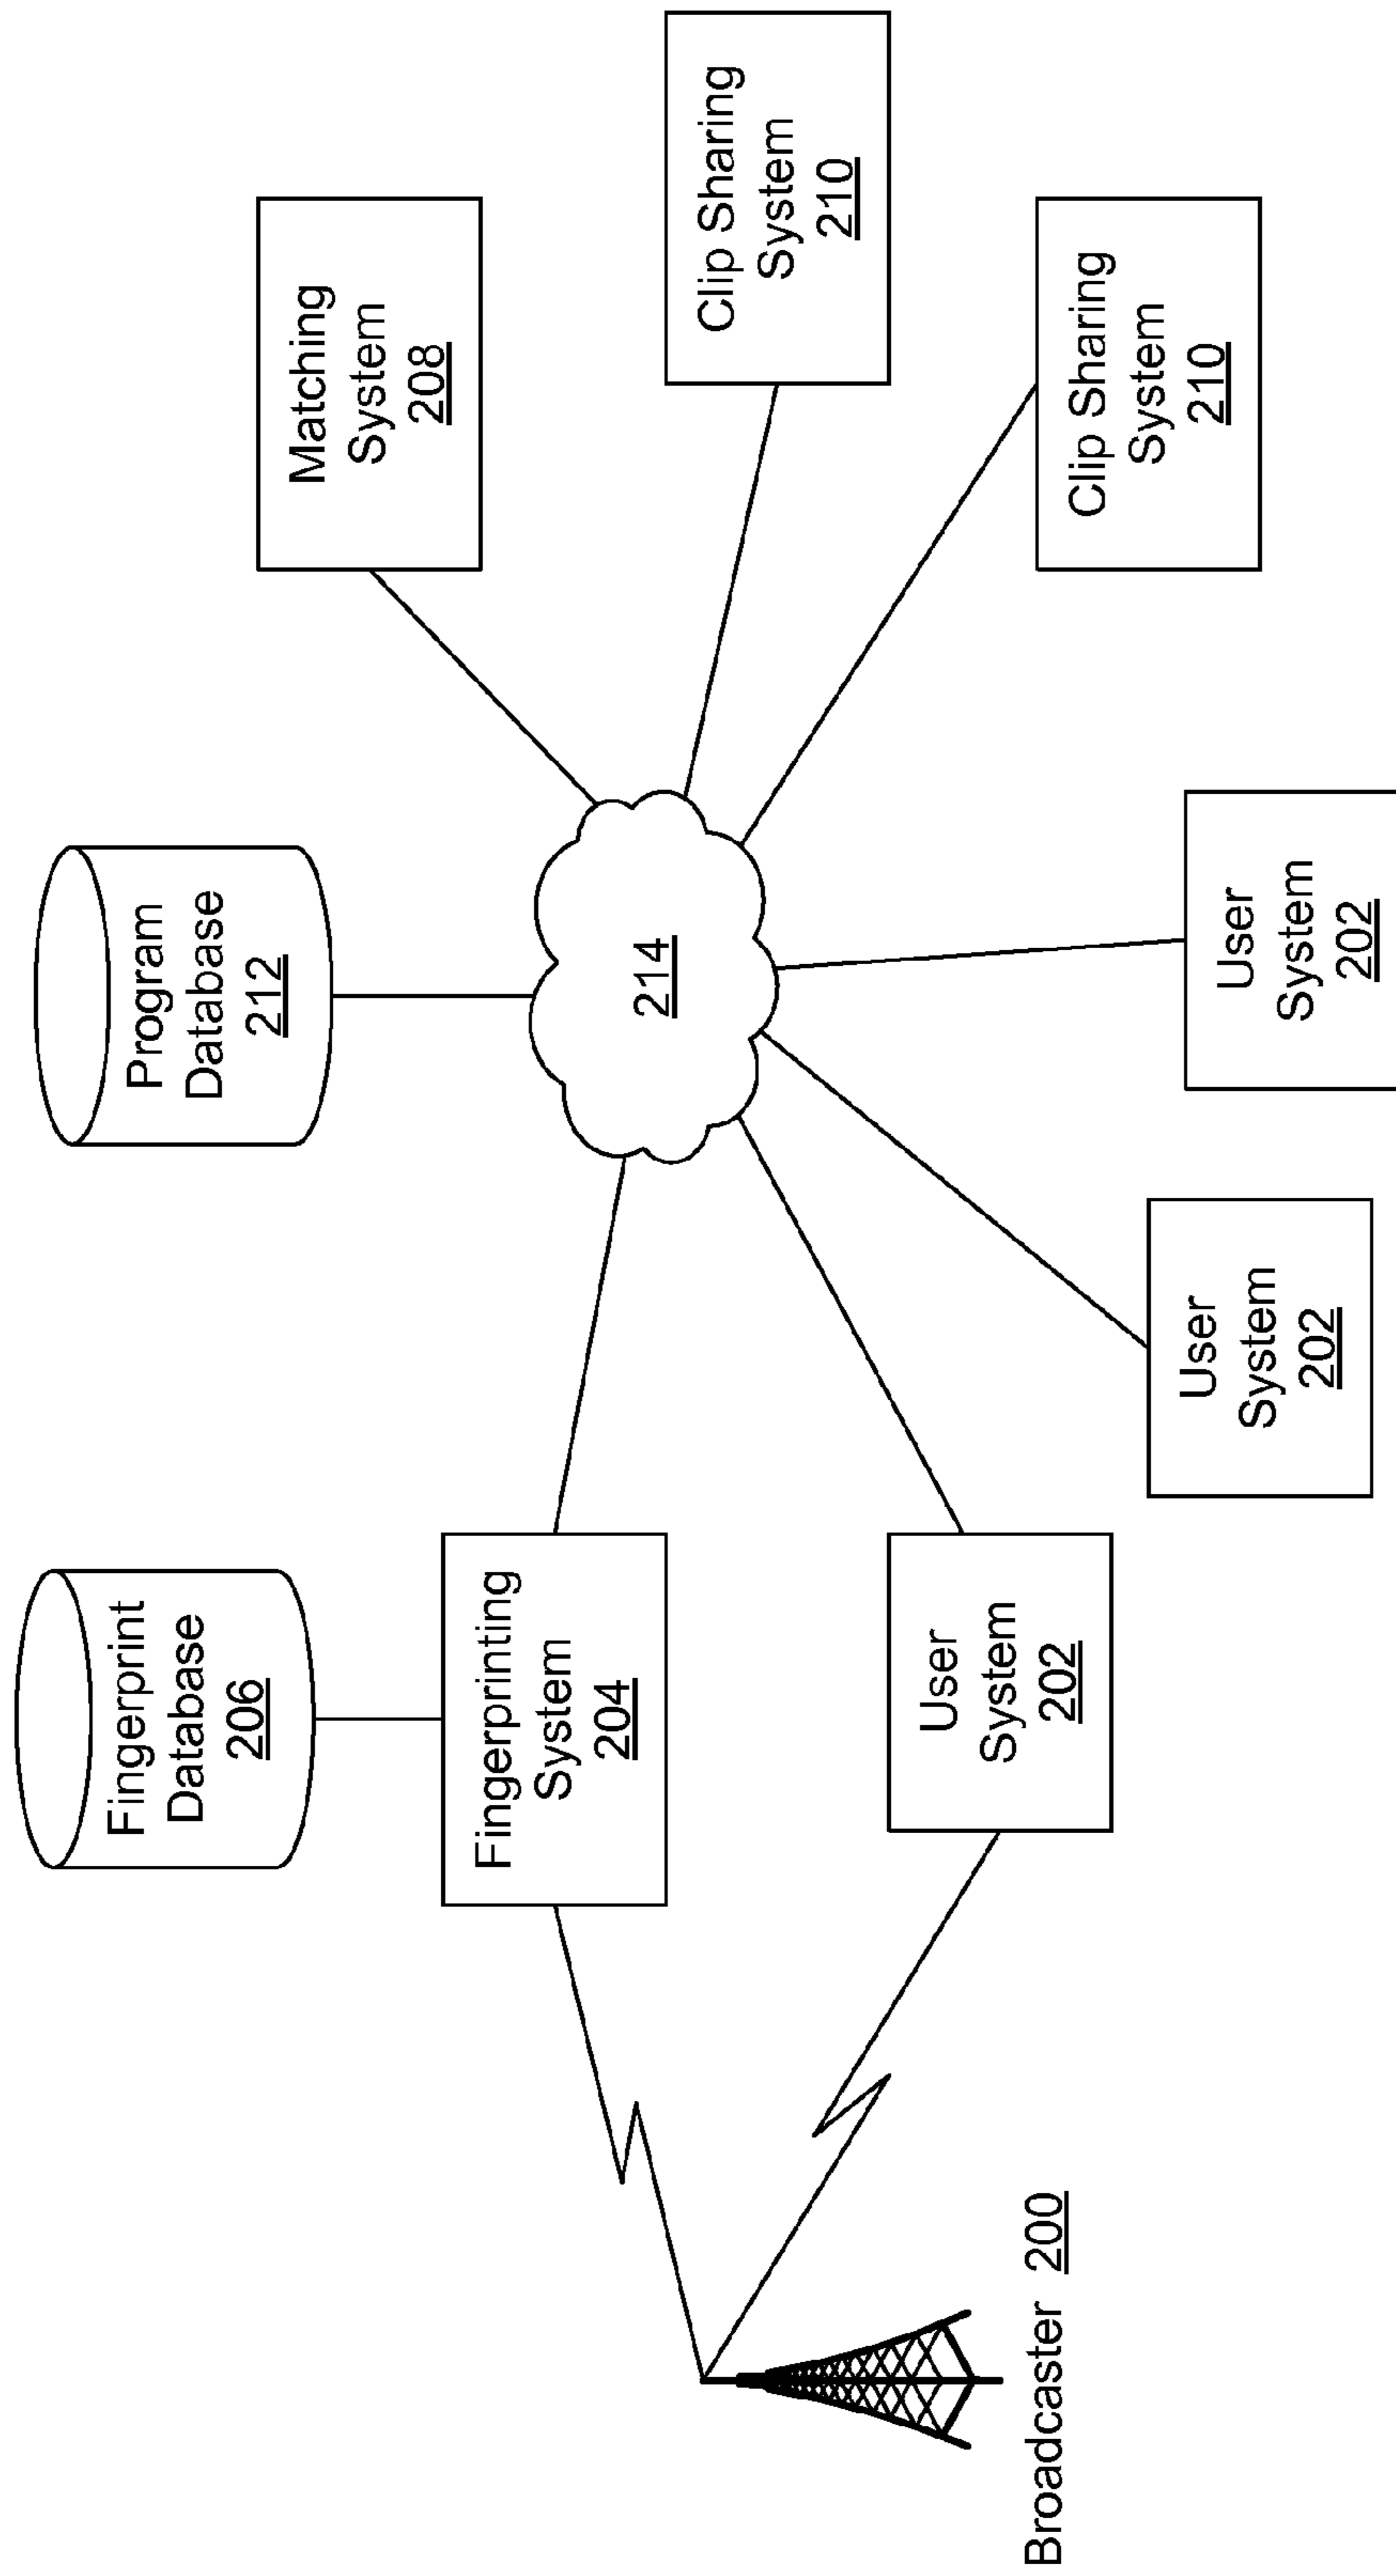 Fingerprint
Database
206
Program
Database
212
Matching
System
208
Fingerprinting
System
204
214
Clip Sharing
System
210
Clip Sharing
System
210
User
System
202
User
System
202
User
System
202
Broadcaster 200